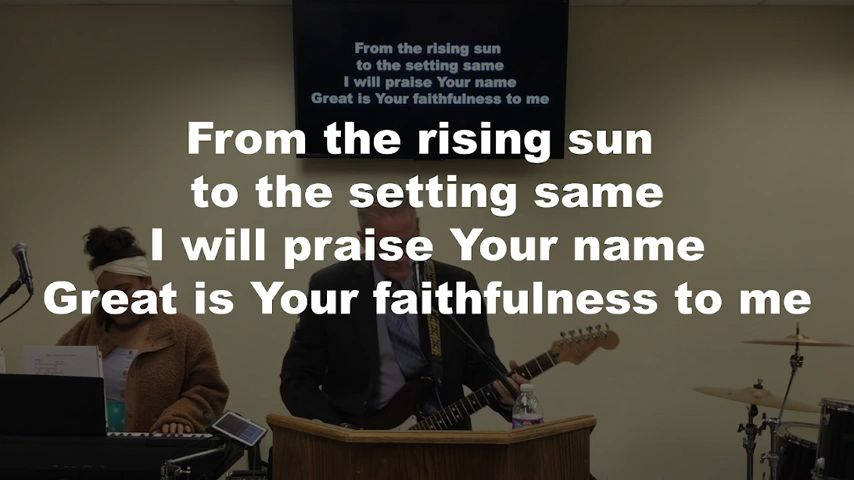 From the rising sun
to the setting same
I will praise Your name
Great is Your faithfulness to me
From the rising sun
to the setting same
I will praise Your name
Great is Your faithfulness to me